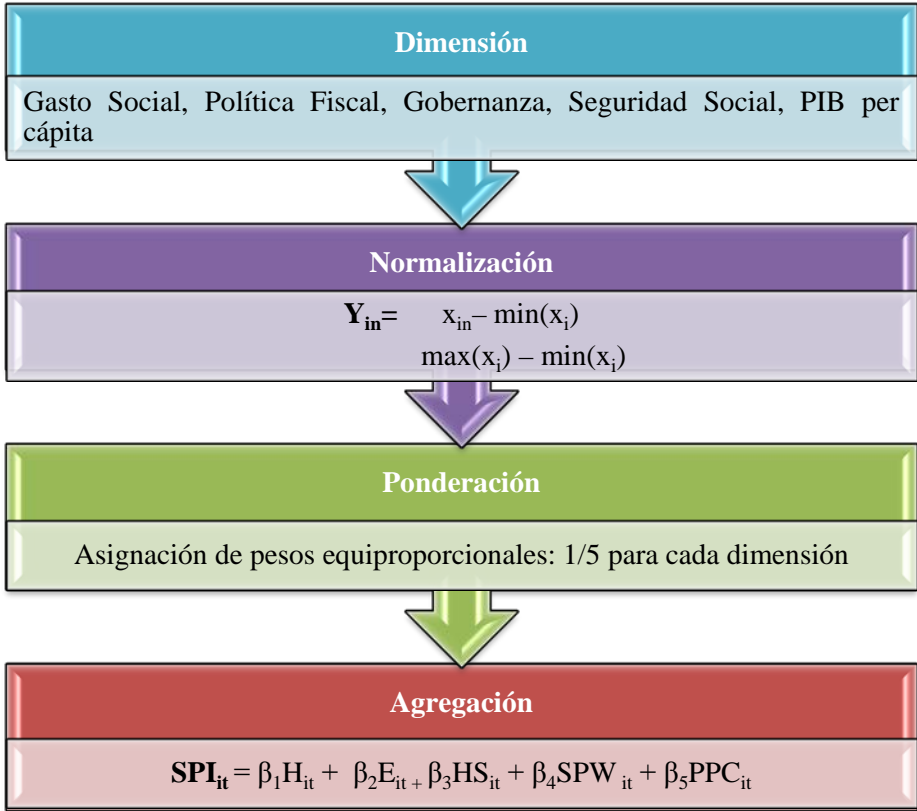 Dimensión
Gasto Social, Política Fiscal, Gobernanza, Seguridad Social, PIB per
cápita
Normalización
Yᵢₙ= xᵢₙ– min(xᵢ)
max(xᵢ) – min(xᵢ)
Ponderación
Asignación de pesos equiproporcionales: 1/5 para cada dimensión
Agregación
SPIᵢₜ = β₁Hᵢₜ + β₂Eᵢₜ ₊ β₃HSᵢₜ + β₄SPW ᵢₜ + β₅PPCᵢₜ